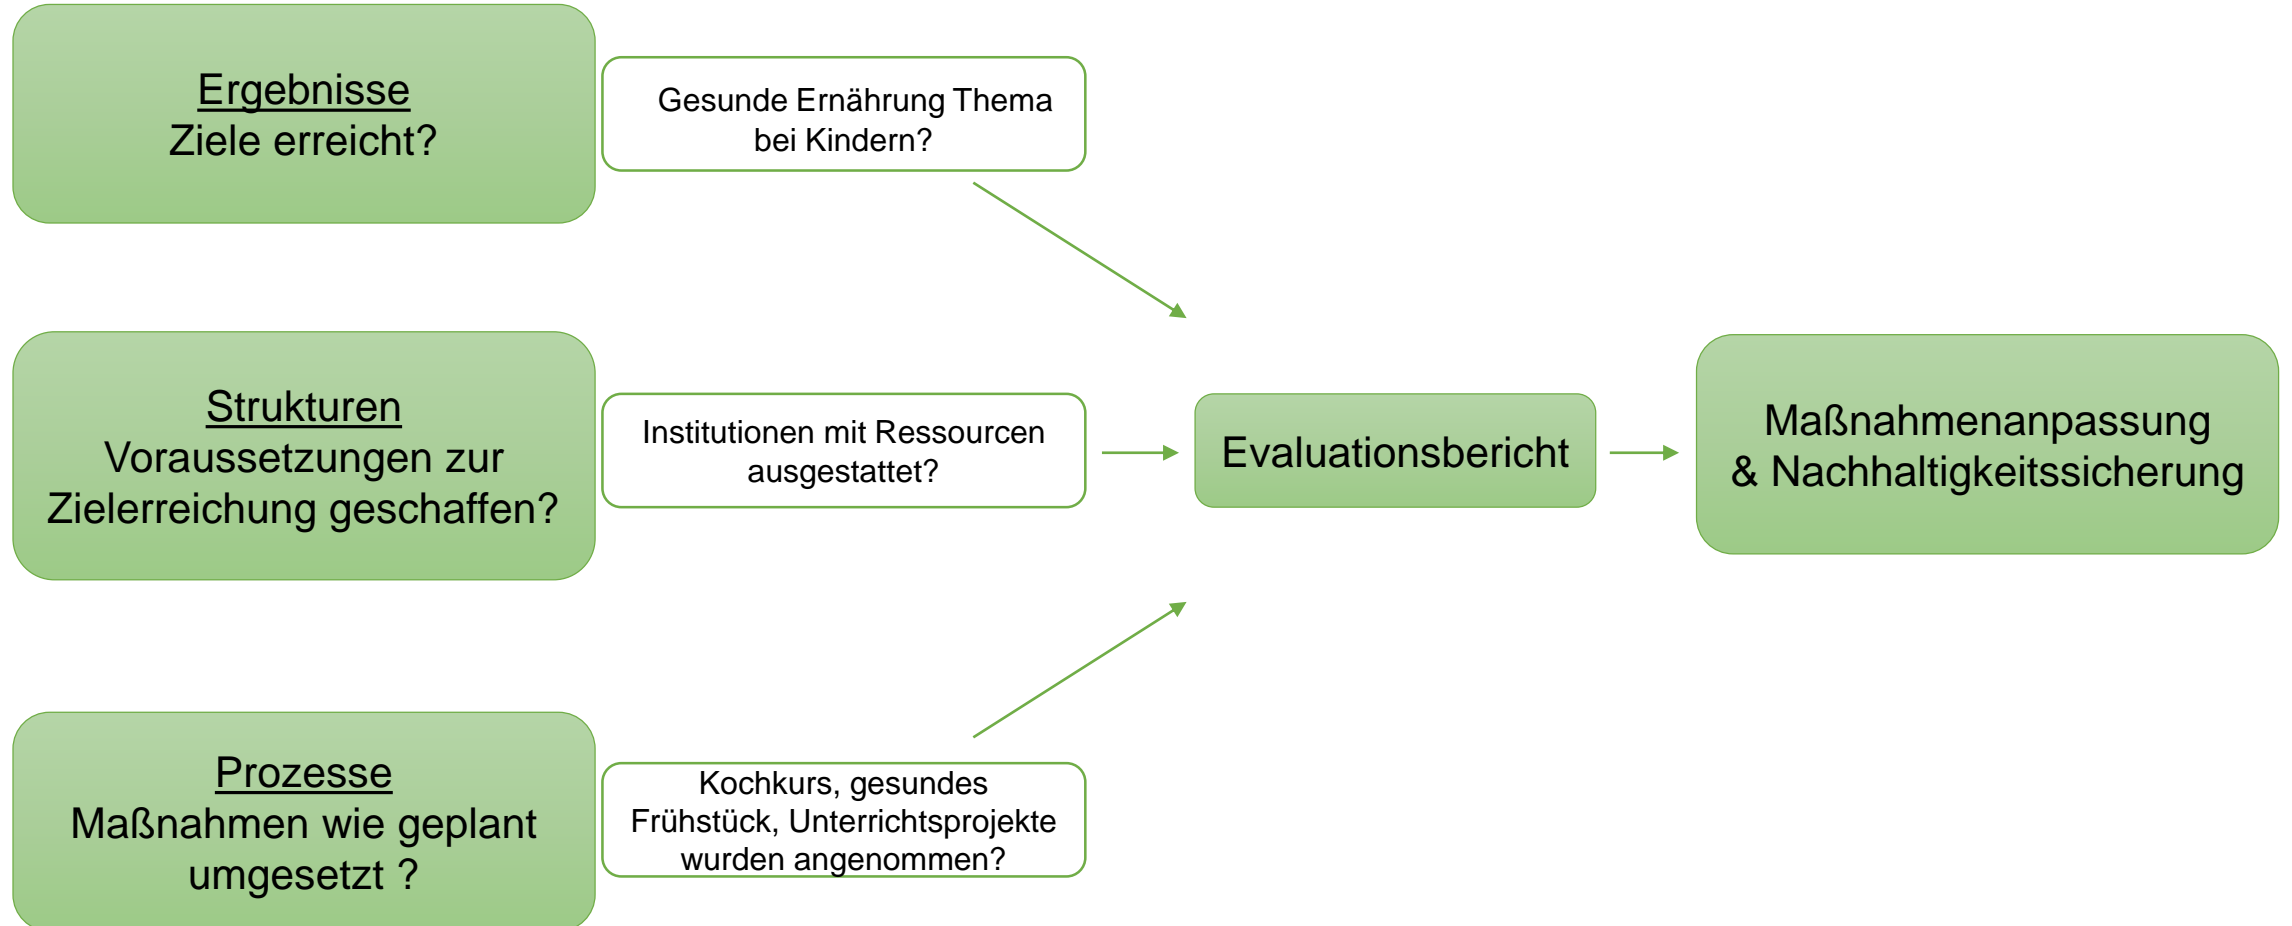 Ergebnisse
Ziele erreicht?
Gesunde Ernährung Thema
bei Kindern?
Strukturen
Voraussetzungen zur
Zielerreichung geschaffen?
Institutionen mit Ressourcen
ausgestattet?
Evaluationsbericht
Maßnahmenanpassung
& Nachhaltigkeitssicherung
Prozesse
Maßnahmen wie geplant
umgesetzt ?
Kochkurs, gesundes
Frühstück, Unterrichtsprojekte
wurden angenommen?